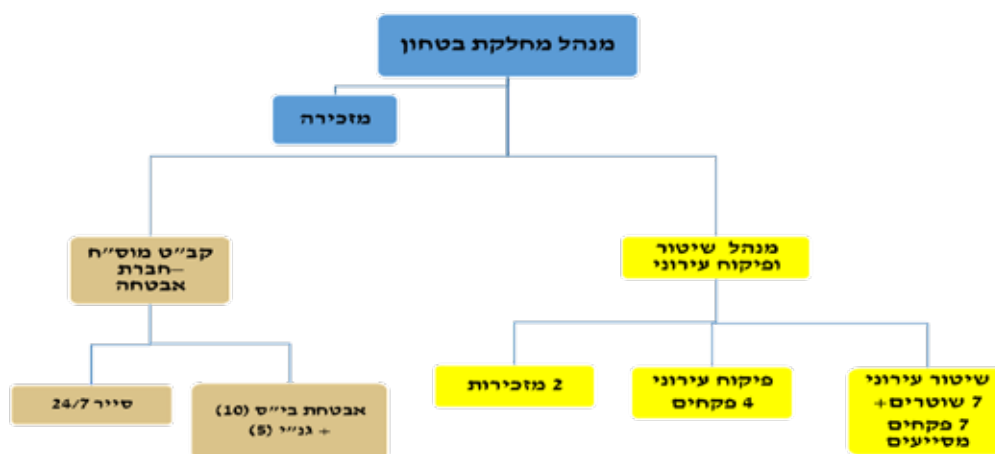 מנהל מחלקת בטחון
מזכירה
מנהל שיטור
ופיקוח עירוני
קב״ט מוס״ח
–חברת
אבטחה
שיטור עירוני
7 שוטרים+
7 פקחים
מסייעים
פיקוח עירוני
4 פקחים
2 מזכירות
אבטחת בי״ס (10)
+ גנ״י (5)
סייר 24/7